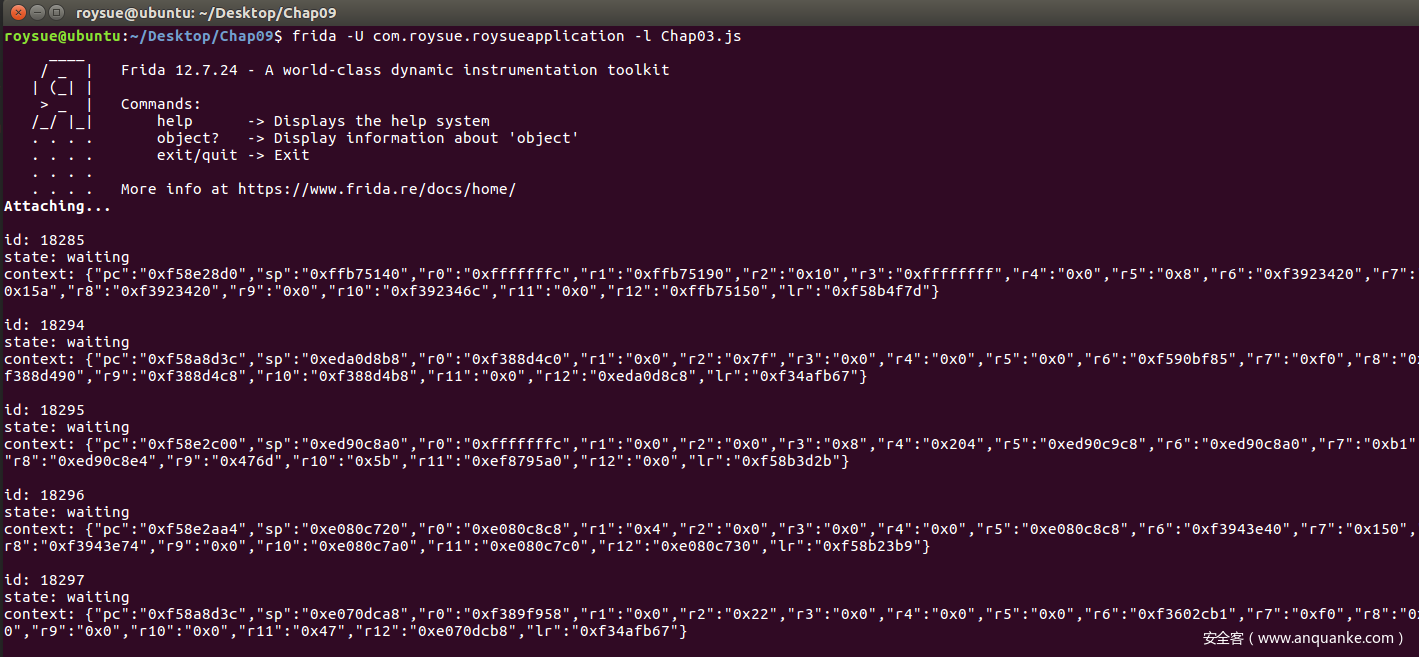 roysue@ubuntu: ~/Desktop/Chap09
roysue@ubuntu:~/Desktop/Chap09$ frida -U com.roysue.roysueapplication -l Chap03.js
     ____
    / _  |   Frida 12.7.24 - A world-class dynamic instrumentation toolkit
   | (_| |
    > _  |   Commands:
   /_/ |_|       help      -> Displays the help system
   . . . .       object?   -> Display information about 'object'
   . . . .       exit/quit -> Exit
   . . . .
   . . . .   More info at https://www.frida.re/docs/home/
Attaching...
id: 18285
state: waiting
context: {"pc":"0xf58e28d0","sp":"0xffb75140","r0":"0xfffffffc","r1":"0xffb75190","r2":"0x10","r3":"0xffffffff","r4":"0x0","r5":"0x8","r6":"0xf3923420","r7":"
0x15a","r8":"0xf3923420","r9":"0x0","r10":"0xf392346c","r11":"0x0","r12":"0xffb75150","lr":"0xf58b4f7d"}
id: 18294
state: waiting
context: {"pc":"0xf58a8d3c","sp":"0xeda0d8b8","r0":"0xf388d4c0","r1":"0x0","r2":"0x7f","r3":"0x0","r4":"0x0","r5":"0x0","r6":"0xf590bf85","r7":"0xf0","r8":"0x
f388d490","r9":"0xf388d4c8","r10":"0xf388d4b8","r11":"0x0","r12":"0xeda0d8c8","lr":"0xf34afb67"}
id: 18295
state: waiting
context: {"pc":"0xf58e2c00","sp":"0xed90c8a0","r0":"0xfffffffc","r1":"0x0","r2":"0x0","r3":"0x8","r4":"0x204","r5":"0xed90c9c8","r6":"0xed90c8a0","r7":"0xb1"
"r8":"0xed90c8e4","r9":"0x476d","r10":"0x5b","r11":"0xef8795a0","r12":"0x0","lr":"0xf58b3d2b"}
id: 18296
state: waiting
context: {"pc":"0xf58e2aa4","sp":"0xe080c720","r0":"0xe080c8c8","r1":"0x4","r2":"0x0","r3":"0x0","r4":"0x0","r5":"0xe080c8c8","r6":"0xf3943e40","r7":"0x150",
r8":"0xf3943e74","r9":"0x0","r10":"0xe080c7a0","r11":"0xe080c7c0","r12":"0xe080c730","lr":"0xf58b23b9"}
id: 18297
state: waiting
context: {"pc":"0xf58a8d3c","sp":"0xe070dca8","r0":"0xf389f958","r1":"0x0","r2":"0x22","r3":"0x0","r4":"0x0","r5":"0x0","r6":"0xf3602cb1","r7":"0xf0","r8":"0x
0","r9":"0x0","r10":"0x0","r11":"0x47","r12":"0xe070dcb8","lr":"0xf34afb67"}
安全客（www.anquanke.com）